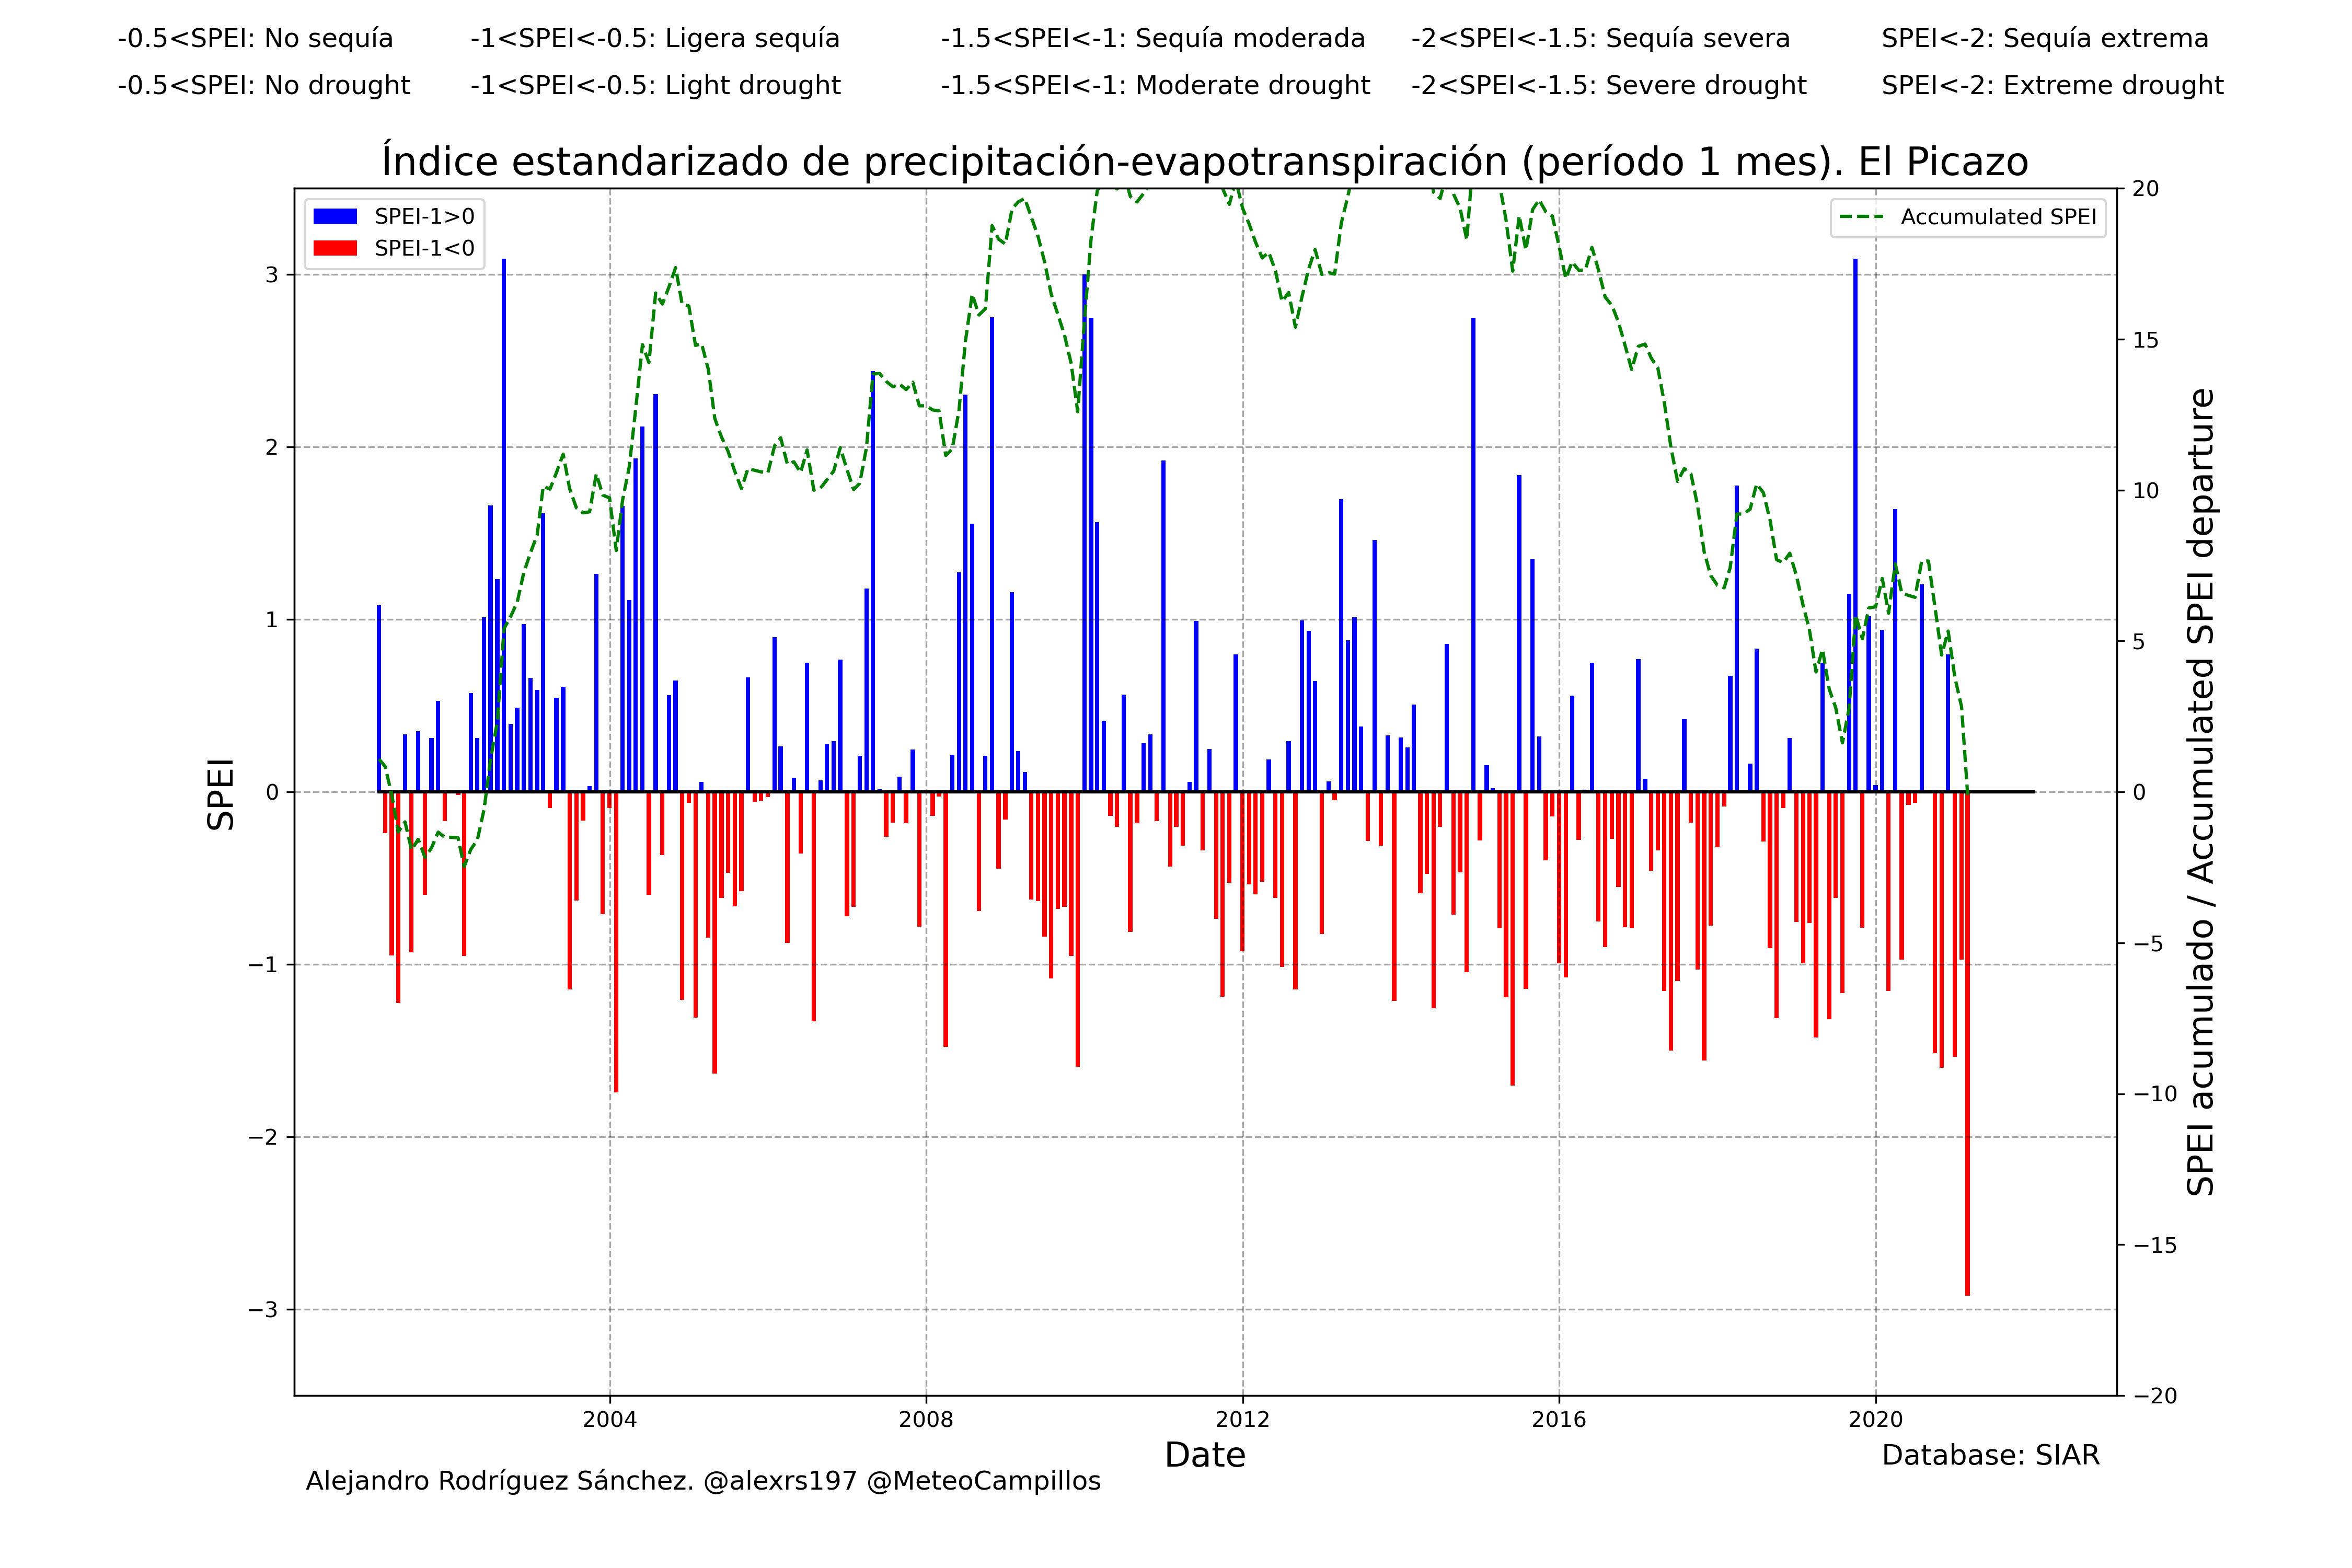 -0.5<SPEI: No sequía
-1<SPEI<-0.5: Ligera sequía
-1.5<SPEI<-1: Sequía moderada
-2<SPEI<-1.5: Sequía severa
SPEI<-2: Sequía extrema
-0.5<SPEI: No drought
-1<SPEI<-0.5: Light drought
-1.5<SPEI<-1: Moderate drought
-2<SPEI<-1.5: Severe drought
SPEI<-2: Extreme drought
Índice estandarizado de precipitación-evapotranspiración (período 1 mes). El Picazo
SPEI-1>0
SPEI-1<0
Accumulated SPEI
SPEI
3
2
1
0
−1
−2
−3
20
15
10
5
0
−5
−10
−15
−20
SPEI acumulado / Accumulated SPEI departure
2004
2008
2012
2016
2020
Date
Database: SIAR
Alejandro Rodríguez Sánchez. @alexrs197 @MeteoCampillos